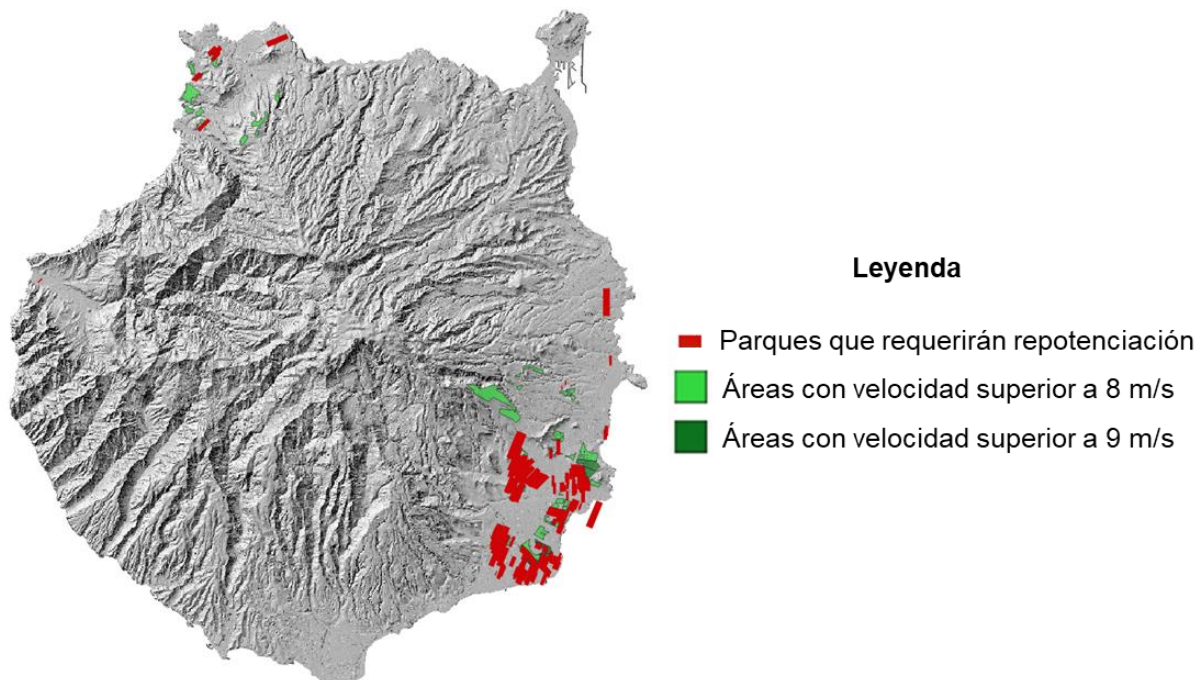 Leyenda
Parques que requerirán repotenciación
Áreas con velocidad superior a 8 m/s
Áreas con velocidad superior a 9 m/s